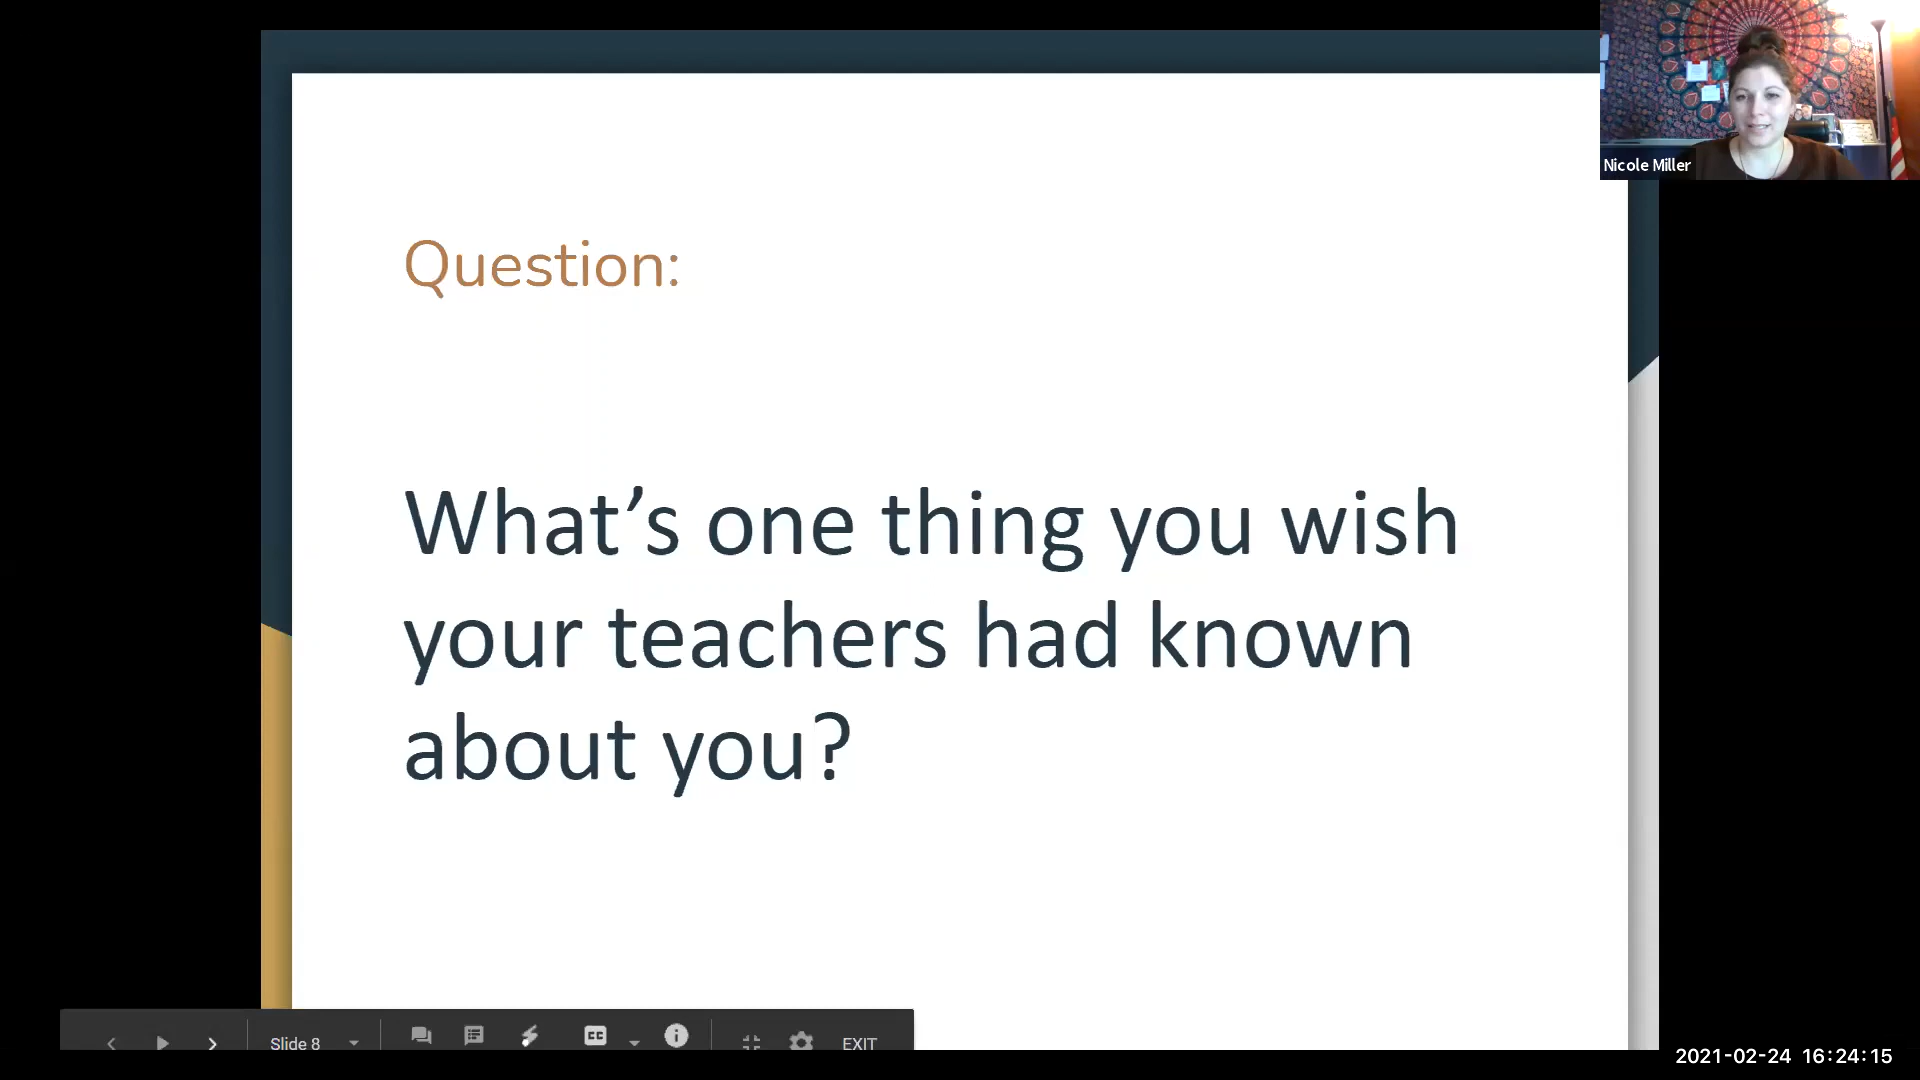 Nicole Miller
Question:
What’s one thing you wish
your teachers had known
about you?
Slide 8
CC
EXIT
2021-02-24 16:24:15